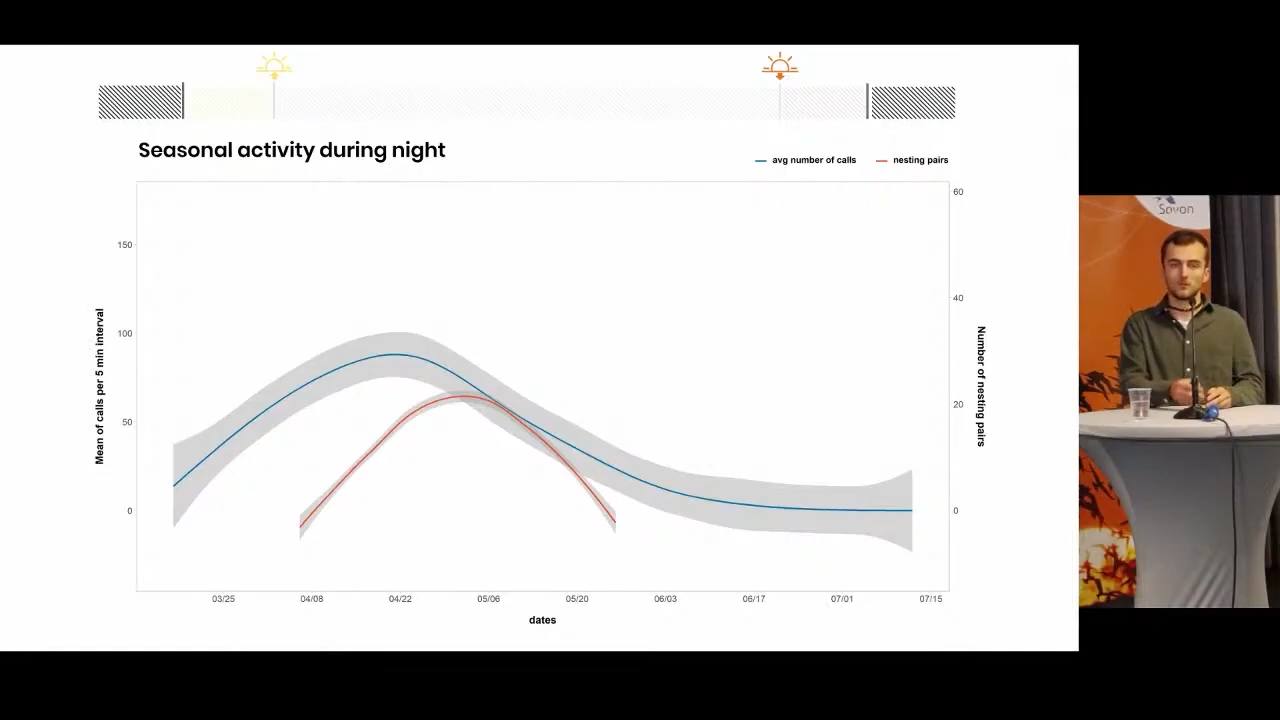 Seasonal activity during night
avg number of calls nesting pairs
Mean of calls per 5 min interval
150
100
50
0
60
40
20
0
Number of nesting pairs
03/25 04/08 04/22 05/06 05/20 06/03 06/17 07/01 07/15
dates
Sovon